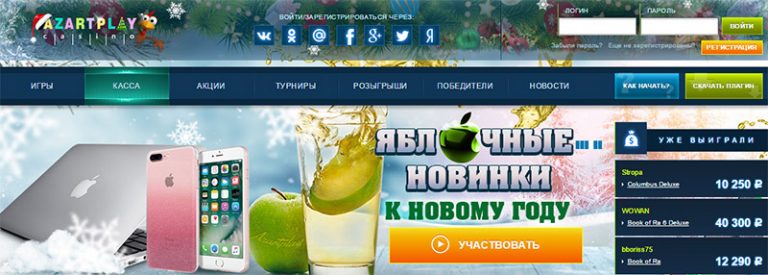 AZARTPLAY
casino
ВОЙТИ/ЗАРЕГИСТРИРОВАТЬСЯ ЧЕРЕЗ:
ЛОГИН
ПАРОЛЬ
ВОЙТИ
Забыли пароль? Еще не зарегистрированы?
РЕГИСТРАЦИЯ
ИГРЫ
КАССА
АКЦИИ
ТУРНИРЫ
РОЗЫГРЫШИ
ПОБЕДИТЕЛИ
НОВОСТИ
КАК НАЧАТЬ?
СКАЧАТЬ ПЛАГИН
ЯБЛОЧНЫЕ...
НОВИНКИ
К НОВОМУ ГОДУ
УЧАСТВОВАТЬ
Azartplay
УЖЕ ВЫИГРАЛИ
Stropa
Columbus Deluxe 10 250 ₽
WOWAN
Book of Ra 6 Deluxe 40 300 ₽
bboriss75
Book of Ra 12 290 ₽